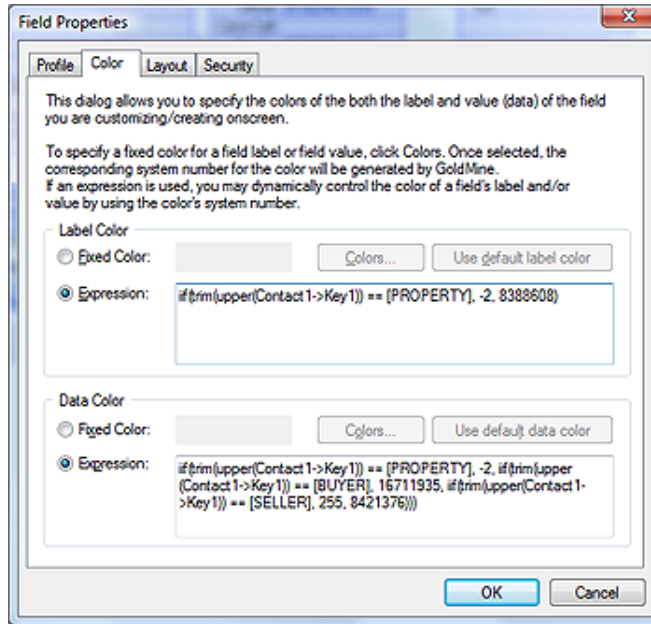 Field Properties
Profile Color Layout Security
This dialog allows you to specify the colors of the both the label and value (data) of the field
you are customizing/creating onscreen.
To specify a fixed color for a field label or field value, click Colors. Once selected, the
corresponding system number for the color will be generated by GoldMine.
If an expression is used, you may dynamically control the color of a field's label and/or
value by using the color's system number.
Label Color
Fixed Color: Colors... Use default label color
Expression: iif(trim(upper(Contact1->Key1)) == [PROPERTY], -2, 8388608)
Data Color
Fixed Color: Colors... Use default data color
Expression: iif(trim(upper(Contact1->Key1)) == [PROPERTY], -2, iif(trim(upper
(Contact1->Key1)) == [BUYER], 16711935, iif(trim(upper(Contact1-
>Key1)) == [SELLER], 255, 8421376)))
OK Cancel